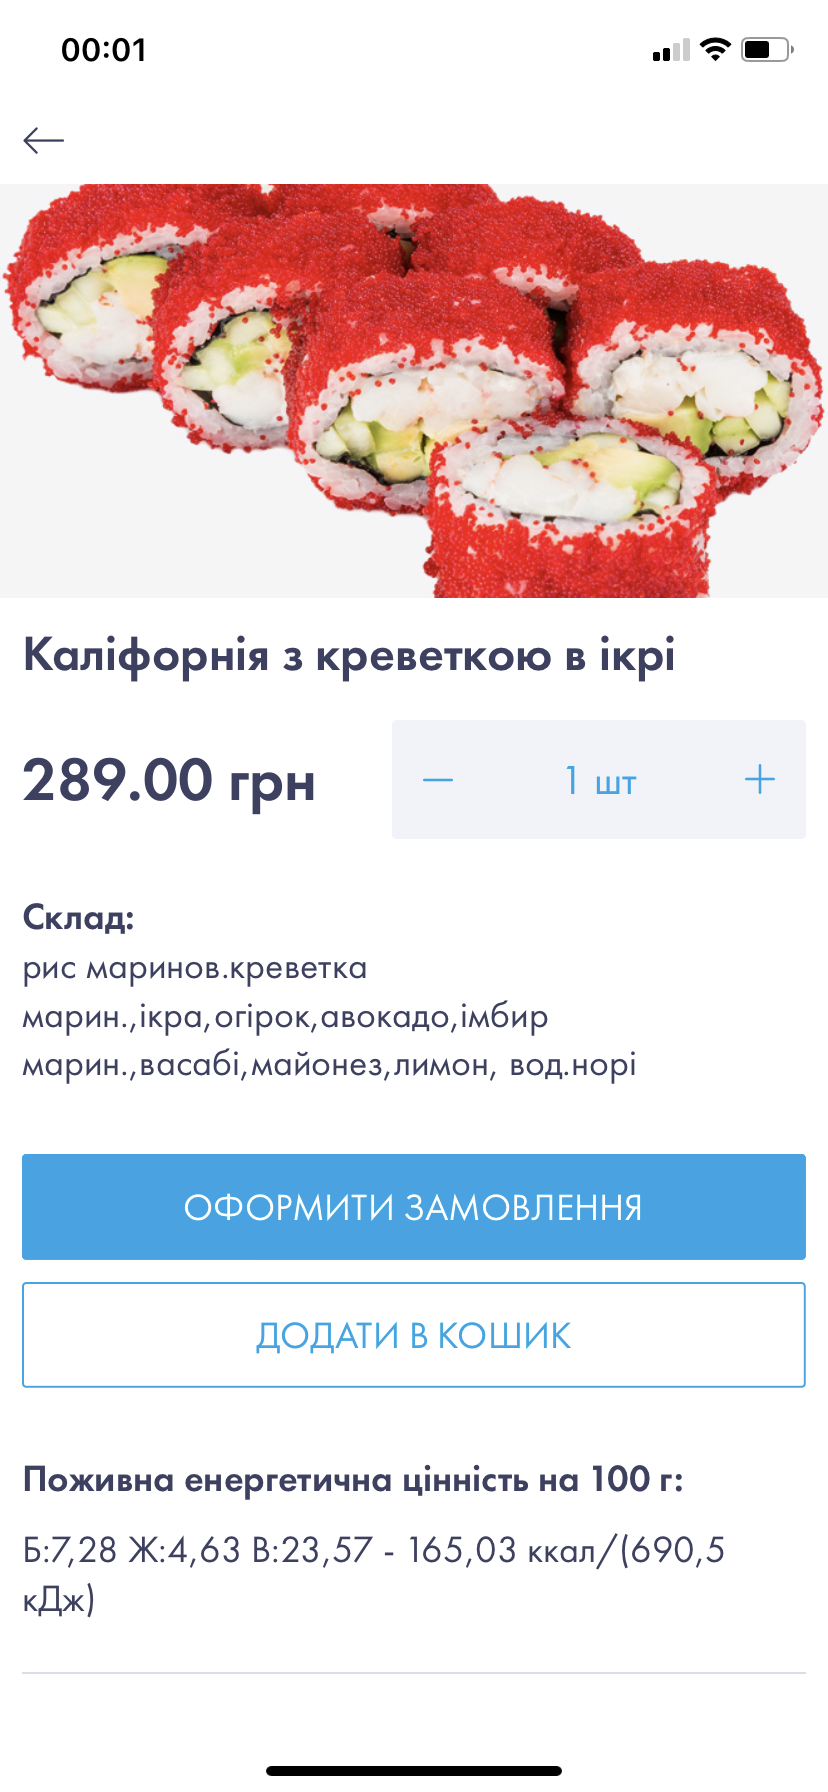 00:01
Каліфорнія з креветкою в ікрі
289.00 грн
1 шт
Склад:
рис маринов.креветка
марин.,ікра,огірок,авокадо,імбир
марин.,васабі,майонез,лимон, вод.норі
ОФОРМИТИ ЗАМОВЛЕННЯ
ДОДАТИ В КОШИК
Поживна енергетична цінність на 100 г:
Б:7,28 Ж:4,63 В:23,57 - 165,03 ккал/(690,5
кДж)